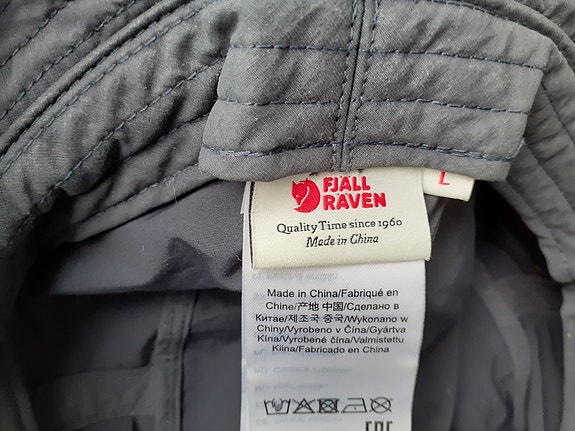 FJÄLL
RÄVEN
L
Quality Time since 1960
Made in China
Made in China/Fabriqué en
Chine/产地 中国/Сделано в
Китае/제조국 중국/Wykonano w
Chiny/Vyrobeno v Čína/Gyártva
Kína/Vyrobené čína/Valmistettu
Kiina/Fabricado en China
EAC